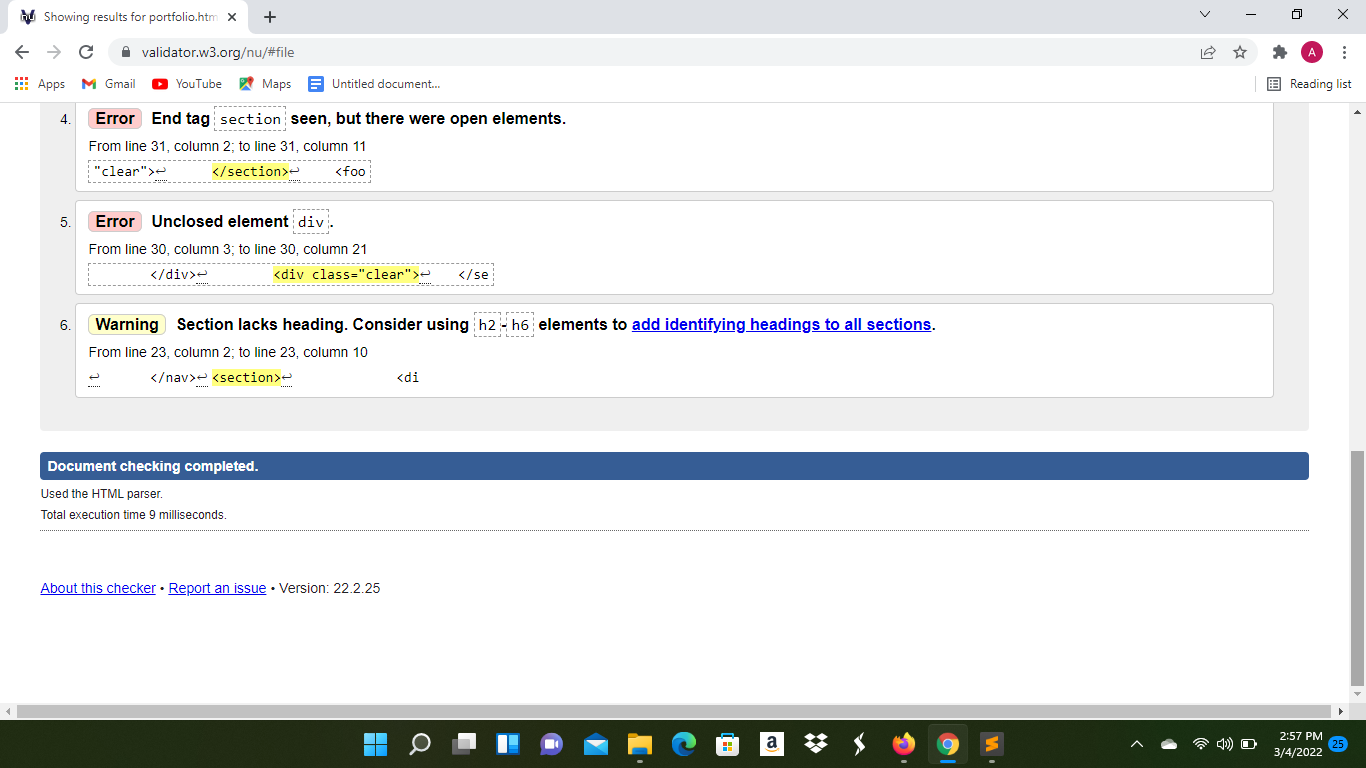 Showing results for portfolio.htm
validator.w3.org/nu/#file
A
Apps Gmail YouTube Maps Untitled document... Reading list
4. Error End tag section seen, but there were open elements.
From line 31, column 2; to line 31, column 11
"clear">↩ </section>↩ <foo
5. Error Unclosed element div.
From line 30, column 3; to line 30, column 21
</div>↩ <div class="clear">↩ </se
6. Warning Section lacks heading. Consider using h2-h6 elements to add identifying headings to all sections.
From line 23, column 2; to line 23, column 10
↩ </nav>↩ <section>↩ <di
Document checking completed.
Used the HTML parser.
Total execution time 9 milliseconds.
About this checker • Report an issue • Version: 22.2.25
2:57 PM
3/4/2022
25